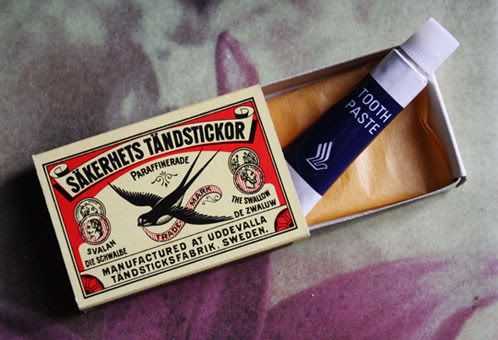 SÄKERHETS TÄNDSTICKOR
PARAFFINERADE
TRADE MARK
SVALAN
DIE SCHWALBE
THE SWALLOW
DE ZWALUW
MANUFACTURED AT UDDEVALLA
TÄNDSTICKSFABRIK. SWEDEN.
TOOTH
PASTE